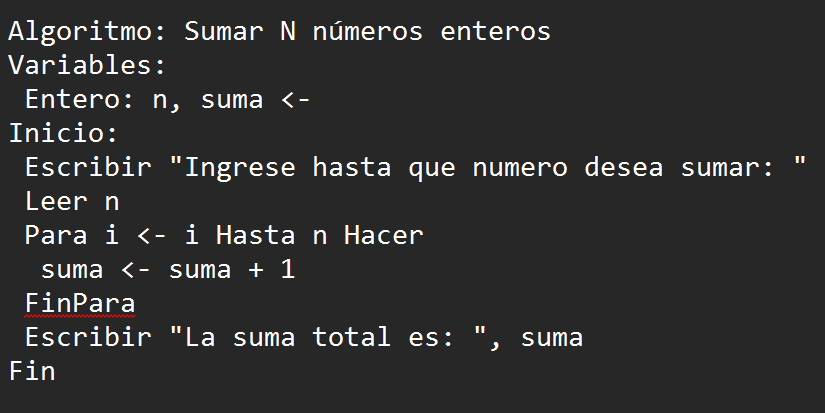 Algoritmo: Sumar N números enteros
Variables:
Entero: n, suma <-
Inicio:
Escribir "Ingrese hasta que numero desea sumar: "
Leer n
Para i <- i Hasta n Hacer
suma <- suma + 1
FinPara
Escribir "La suma total es: ", suma
Fin